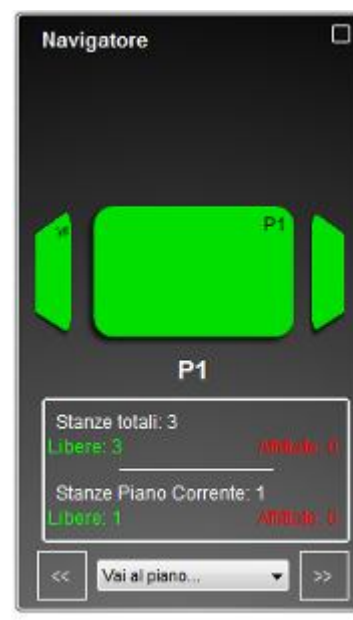 Navigatore
P1
P1
Stanze totali: 3
Libere: 3 Affittate: 0
Stanze Piano Corrente: 1
Libere: 1 Affittate: 0
<< Vai al piano... >>